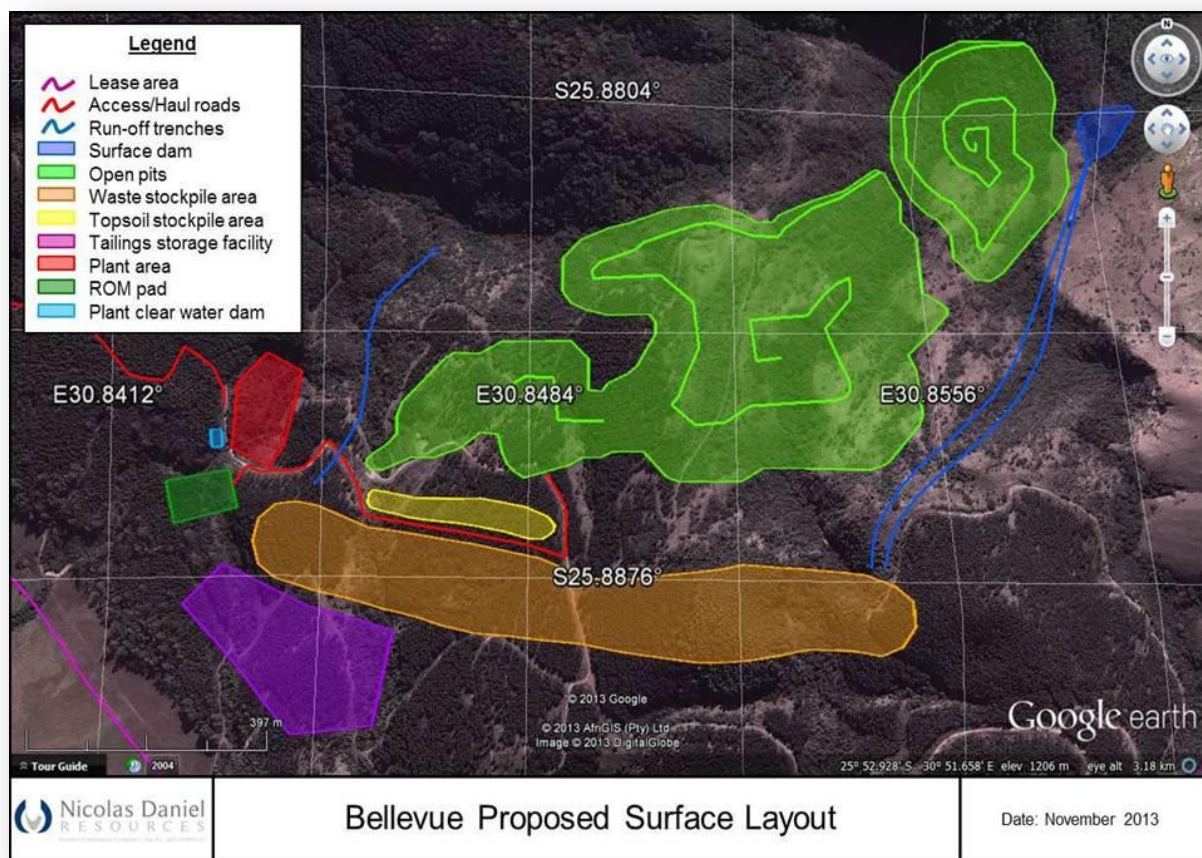 Legend
Lease area
Access/Haul roads
Run-off trenches
Surface dam
Open pits
Waste stockpile area
Topsoil stockpile area
Tailings storage facility
Plant area
ROM pad
Plant clear water dam
N
S25.8804°
E30.8412°
E30.8484°
E30.8556°
S25.8876°
397 m
© 2013 Google
© 2013 AfriGIS (Pty) Ltd
Image © 2013 DigitalGlobe
Google earth
Tour Guide
2004
25° 52.928' S -30° 51.658' E elev 1206 m eye alt 3.18 km
Nicolas Daniel
RESOURCES
Bellevue Proposed Surface Layout
Date: November 2013